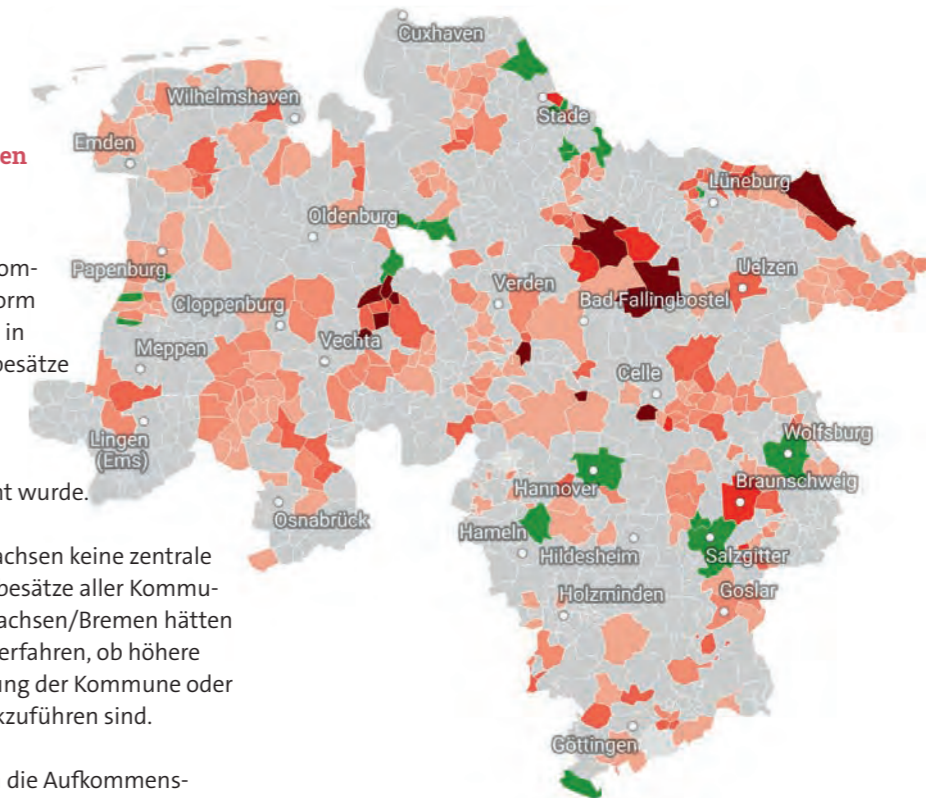 en
om-
orm
in
besätze
nt wurde.
achsen keine zentrale
besätze aller Kommu-
achsen/Bremen hätten
erfahren, ob höhere
ung der Kommune oder
kzuführen sind.
die Aufkommens-
Cuxhaven
Wilhelmshaven
Stade
Emden
Lüneburg
Oldenburg
Papenburg
Verden
Uelzen
Cloppenburg
Bad Fallingbostel
Vechta
Meppen
Celle
Lingen
(Ems)
Wolfsburg
Hannover
Braunschweig
Osnabrück
Hameln
Hildesheim
Salzgitter
Holzminden
Goslar
Göttingen